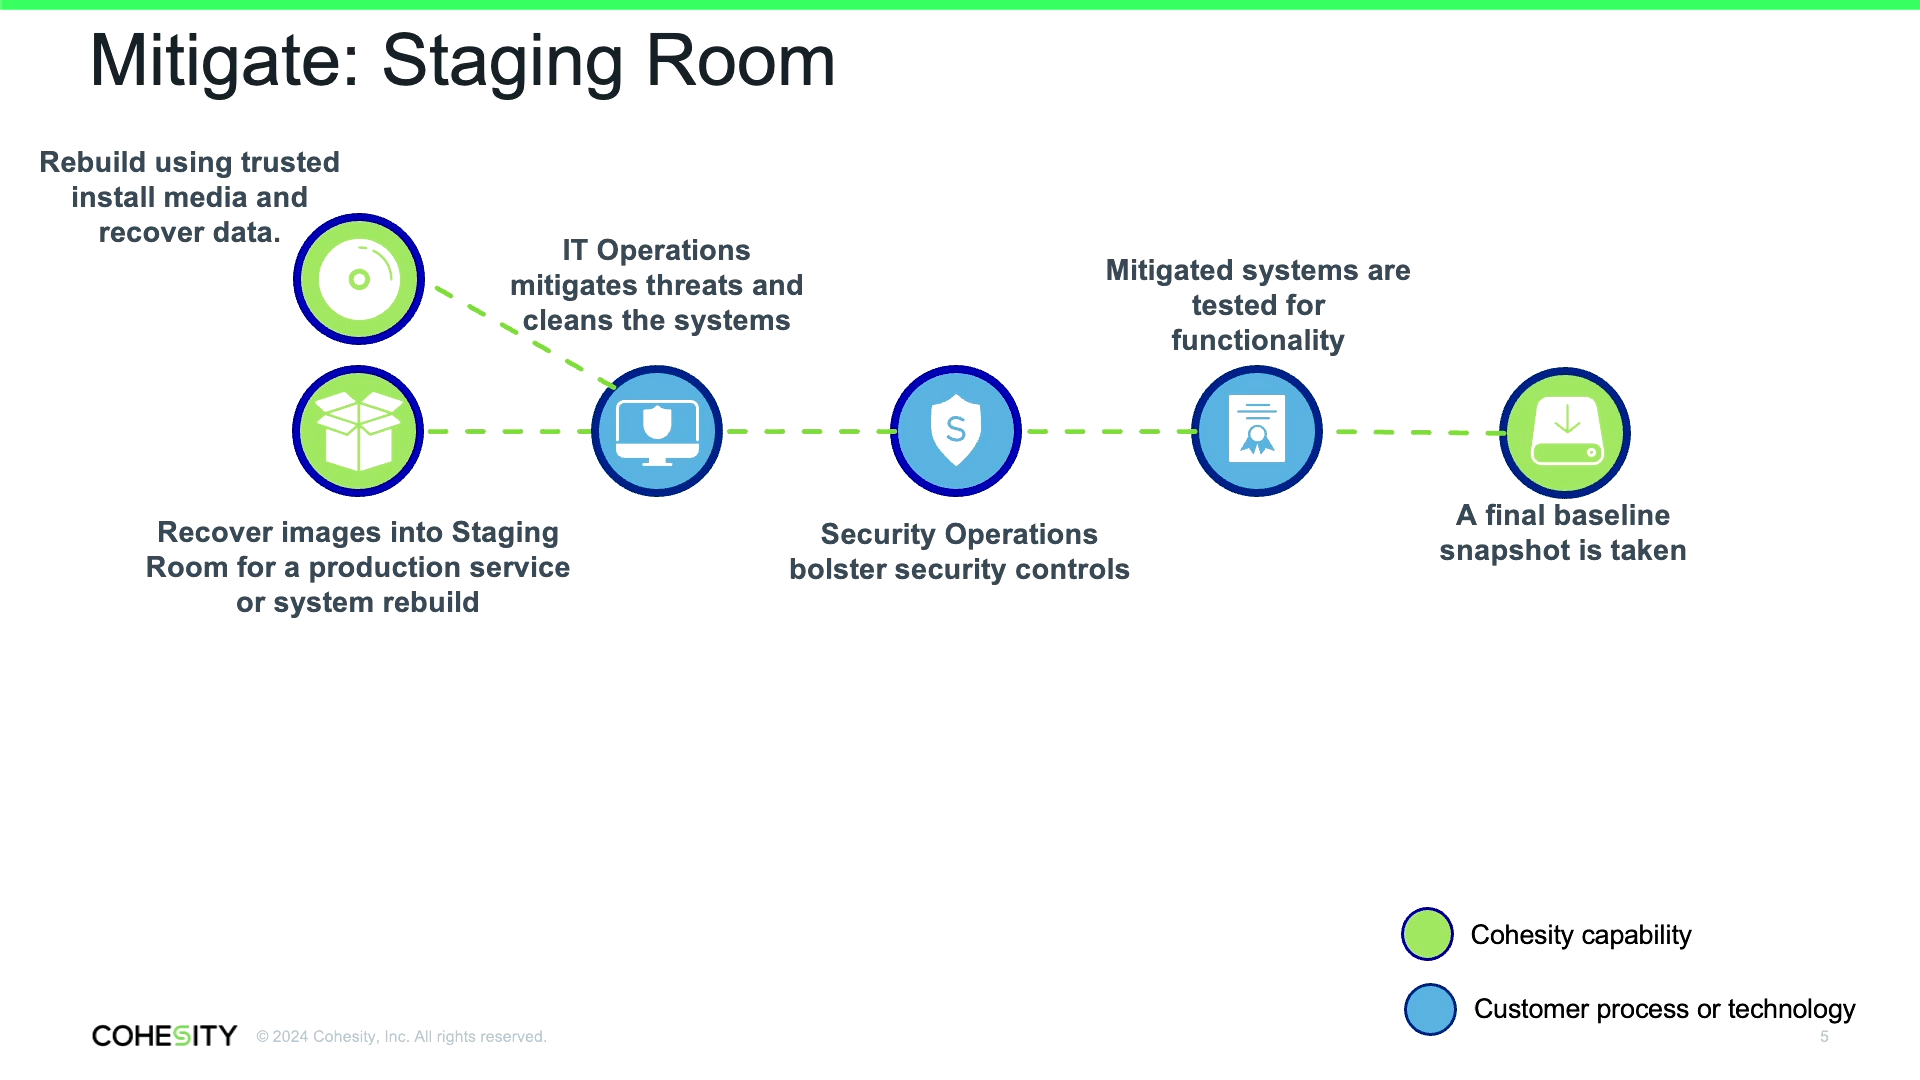 Mitigate: Staging Room
Rebuild using trusted
install media and
recover data.
IT Operations
mitigates threats and
cleans the systems
Mitigated systems are
tested for
functionality
S
Recover images into Staging
Room for a production service
or system rebuild
Security Operations
bolster security controls
A final baseline
snapshot is taken
Cohesity capability
Customer process or technology
COHESITY © 2024 Cohesity, Inc. All rights reserved.
5